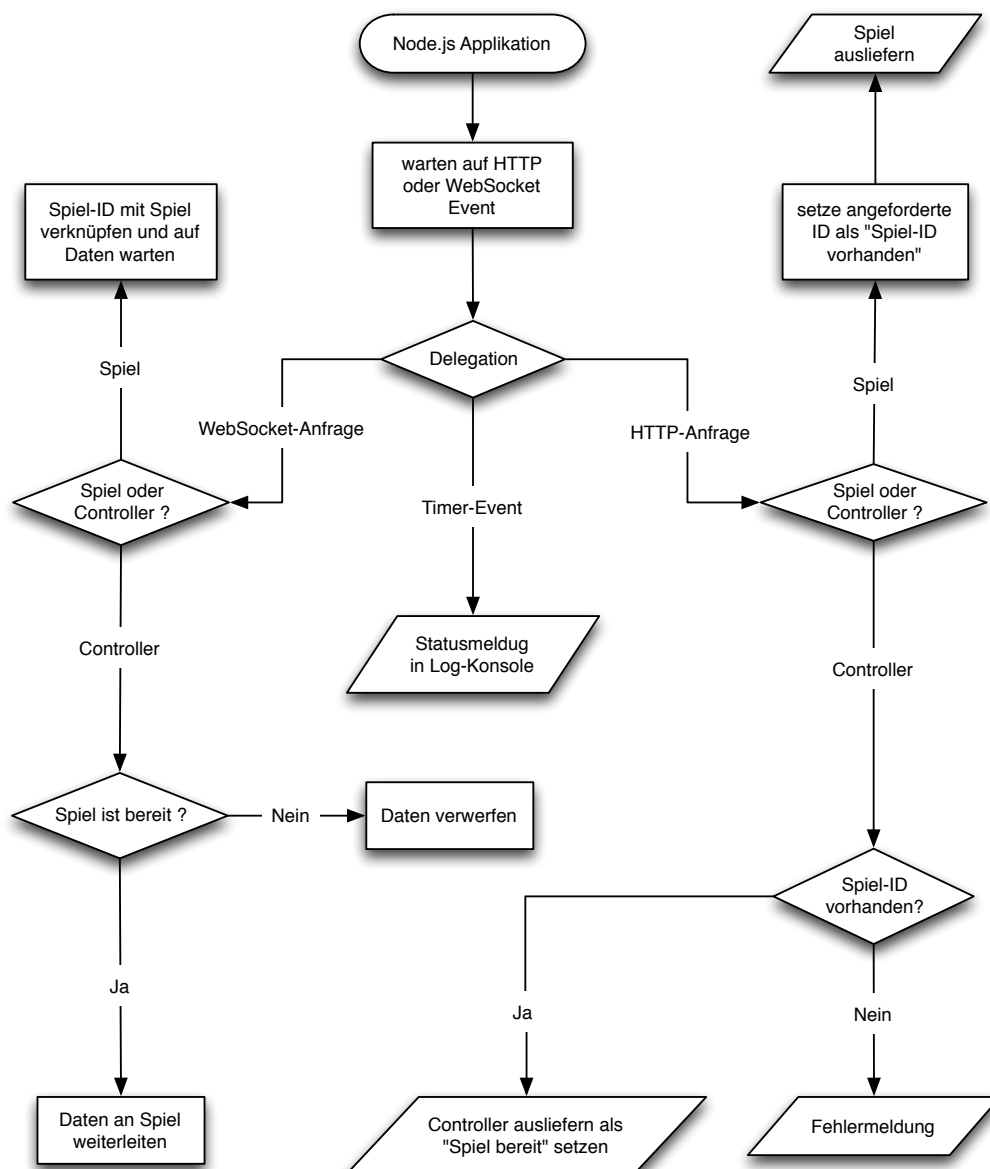 Node.js Applikation
Spiel
ausliefern
warten auf HTTP
oder WebSocket
Event
Spiel-ID mit Spiel
verknüpfen und auf
Daten warten
setze angeforderte
ID als "Spiel-ID
vorhanden"
Delegation
Spiel
Spiel
WebSocket-Anfrage
HTTP-Anfrage
Spiel oder
Controller ?
Timer-Event
Spiel oder
Controller ?
Controller
Statusmeldug
in Log-Konsole
Controller
Spiel ist bereit ?
Nein
Daten verwerfen
Spiel-ID
vorhanden?
Ja
Ja
Nein
Daten an Spiel
weiterleiten
Controller ausliefern als
"Spiel bereit" setzen
Fehlermeldung